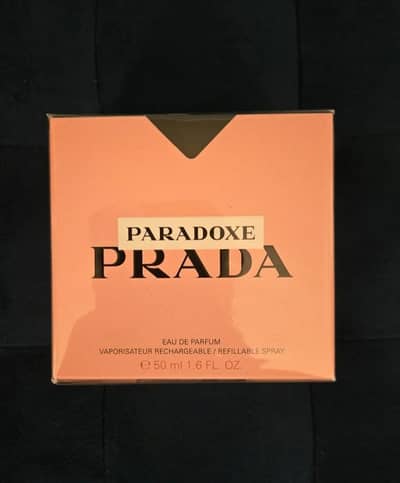 PARADOXE
PRADA
EAU DE PARFUM
VAPORISATEUR RECHARGEABLE / REFILLABLE SPRAY
℮ 50 ml 1.6 FL. OZ.